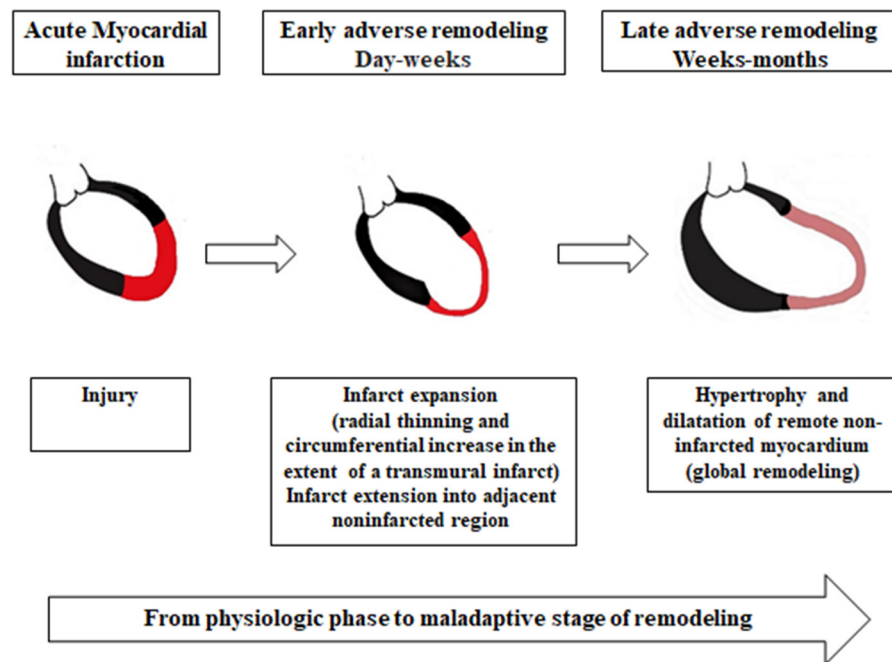 Acute Myocardial
infarction
Early adverse remodeling
Day-weeks
Late adverse remodeling
Weeks-months
Injury
Infarct expansion
(radial thinning and
circumferential increase in the
extent of a transmural infarct)
Infarct extension into adjacent
noninfarcted region
Hypertrophy and
dilatation of remote non-
infarcted myocardium
(global remodeling)
From physiologic phase to maladaptive stage of remodeling